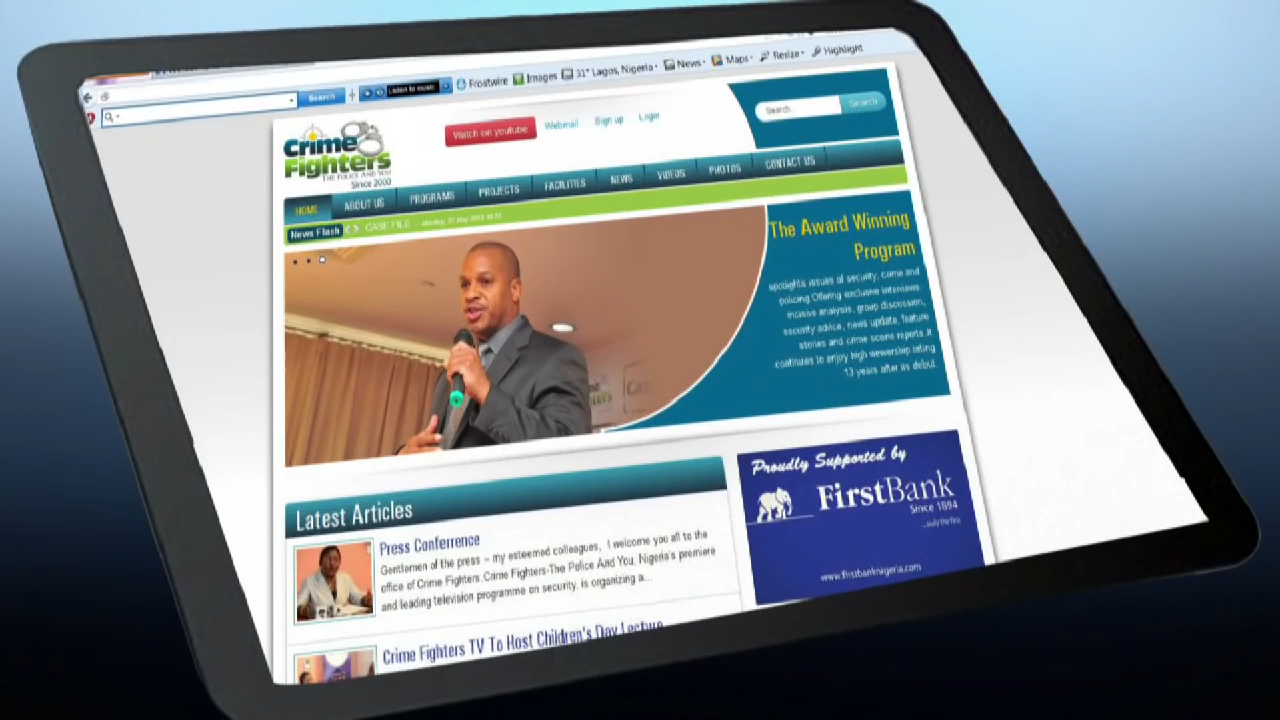 Search
Listen to music
Frostwire
Images
31° Lagos, Nigeria
News
Maps
Resize
Highlight
Crime
Fighters
THE POLICE AND YOU
Since 2000
Watch on youtube
Webmail
Sign up
Login
Search..
Search
HOME
ABOUT US
PROGRAMS
PROJECTS
FACILITIES
NEWS
VIDEOS
PHOTOS
CONTACT US
News Flash
CASE FILE
The Award Winning
Program
spotlights issues of security, crime and
policing.Offering exclusive interviews
incisive analysis, group discussion,
security advice, news update, feature
stories and crime scene reports ,it
continues to enjoy high viewership rating
13 years after its debut
Latest Articles
Press Conferrence
Gentlemen of the press – my esteemed colleagues, I welcome you all to the
office of Crime Fighters.Crime Fighters-The Police And You, Nigeria's premiere
and leading television programme on security, is organizing a...
Crime Fighters TV To Host Children's Day Lecture
Proudly Supported by
FirstBank
Since 1894
...truly the first
www.firstbanknigeria.com